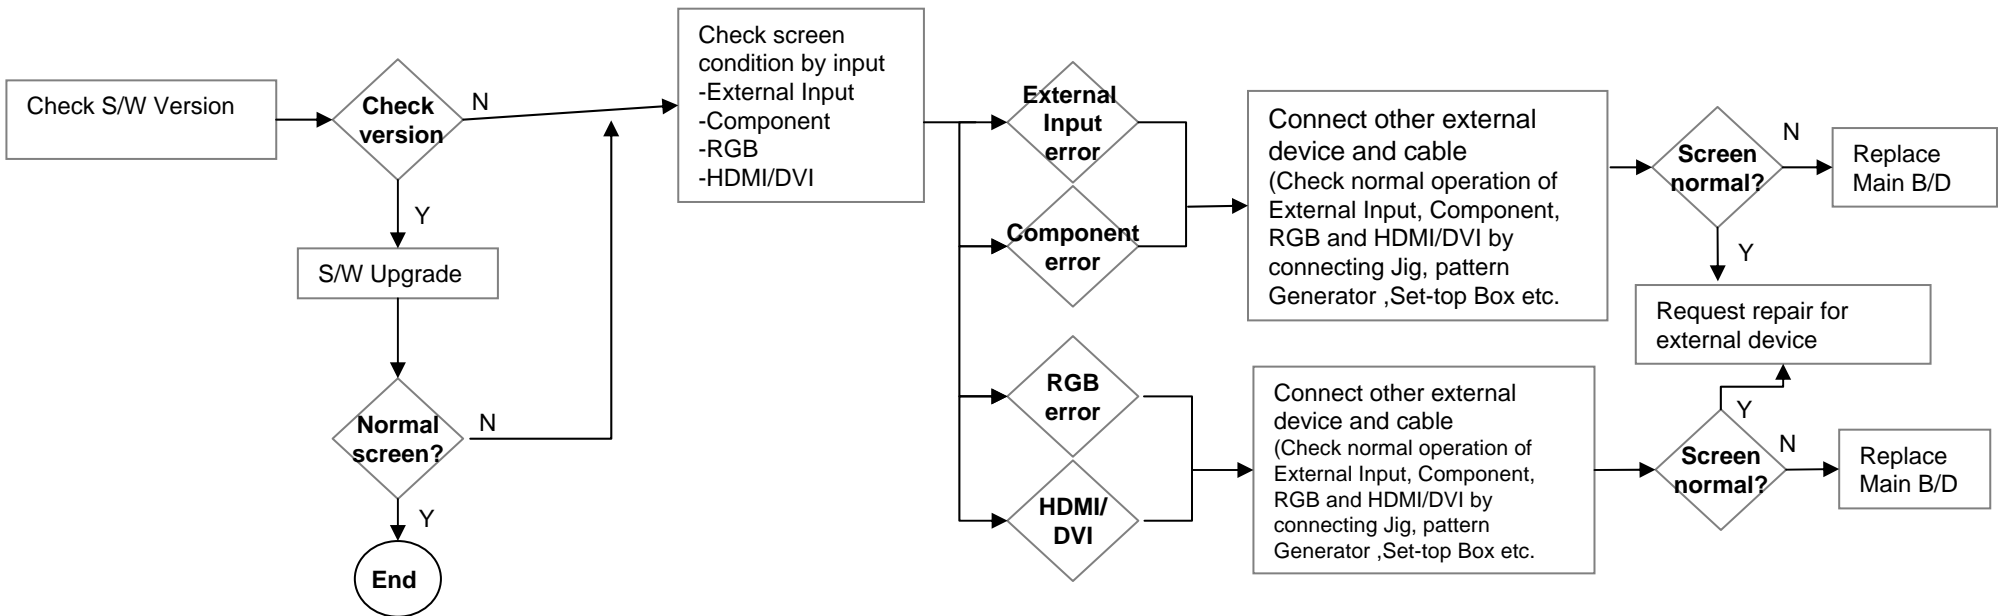 Check S/W Version
Check
version
N
Y
S/W Upgrade
Normal
screen?
N
Y
End
Check screen
condition by input
-External Input
-Component
-RGB
-HDMI/DVI
External
Input
error
Component
error
RGB
error
HDMI/
DVI
Connect other external
device and cable
(Check normal operation of
External Input, Component,
RGB and HDMI/DVI by
connecting Jig, pattern
Generator ,Set-top Box etc.
Connect other external
device and cable
(Check normal operation of
External Input, Component,
RGB and HDMI/DVI by
connecting Jig, pattern
Generator ,Set-top Box etc.
Screen
normal?
N
Replace
Main B/D
Y
Request repair for
external device
Y
Screen
normal?
N
Replace
Main B/D